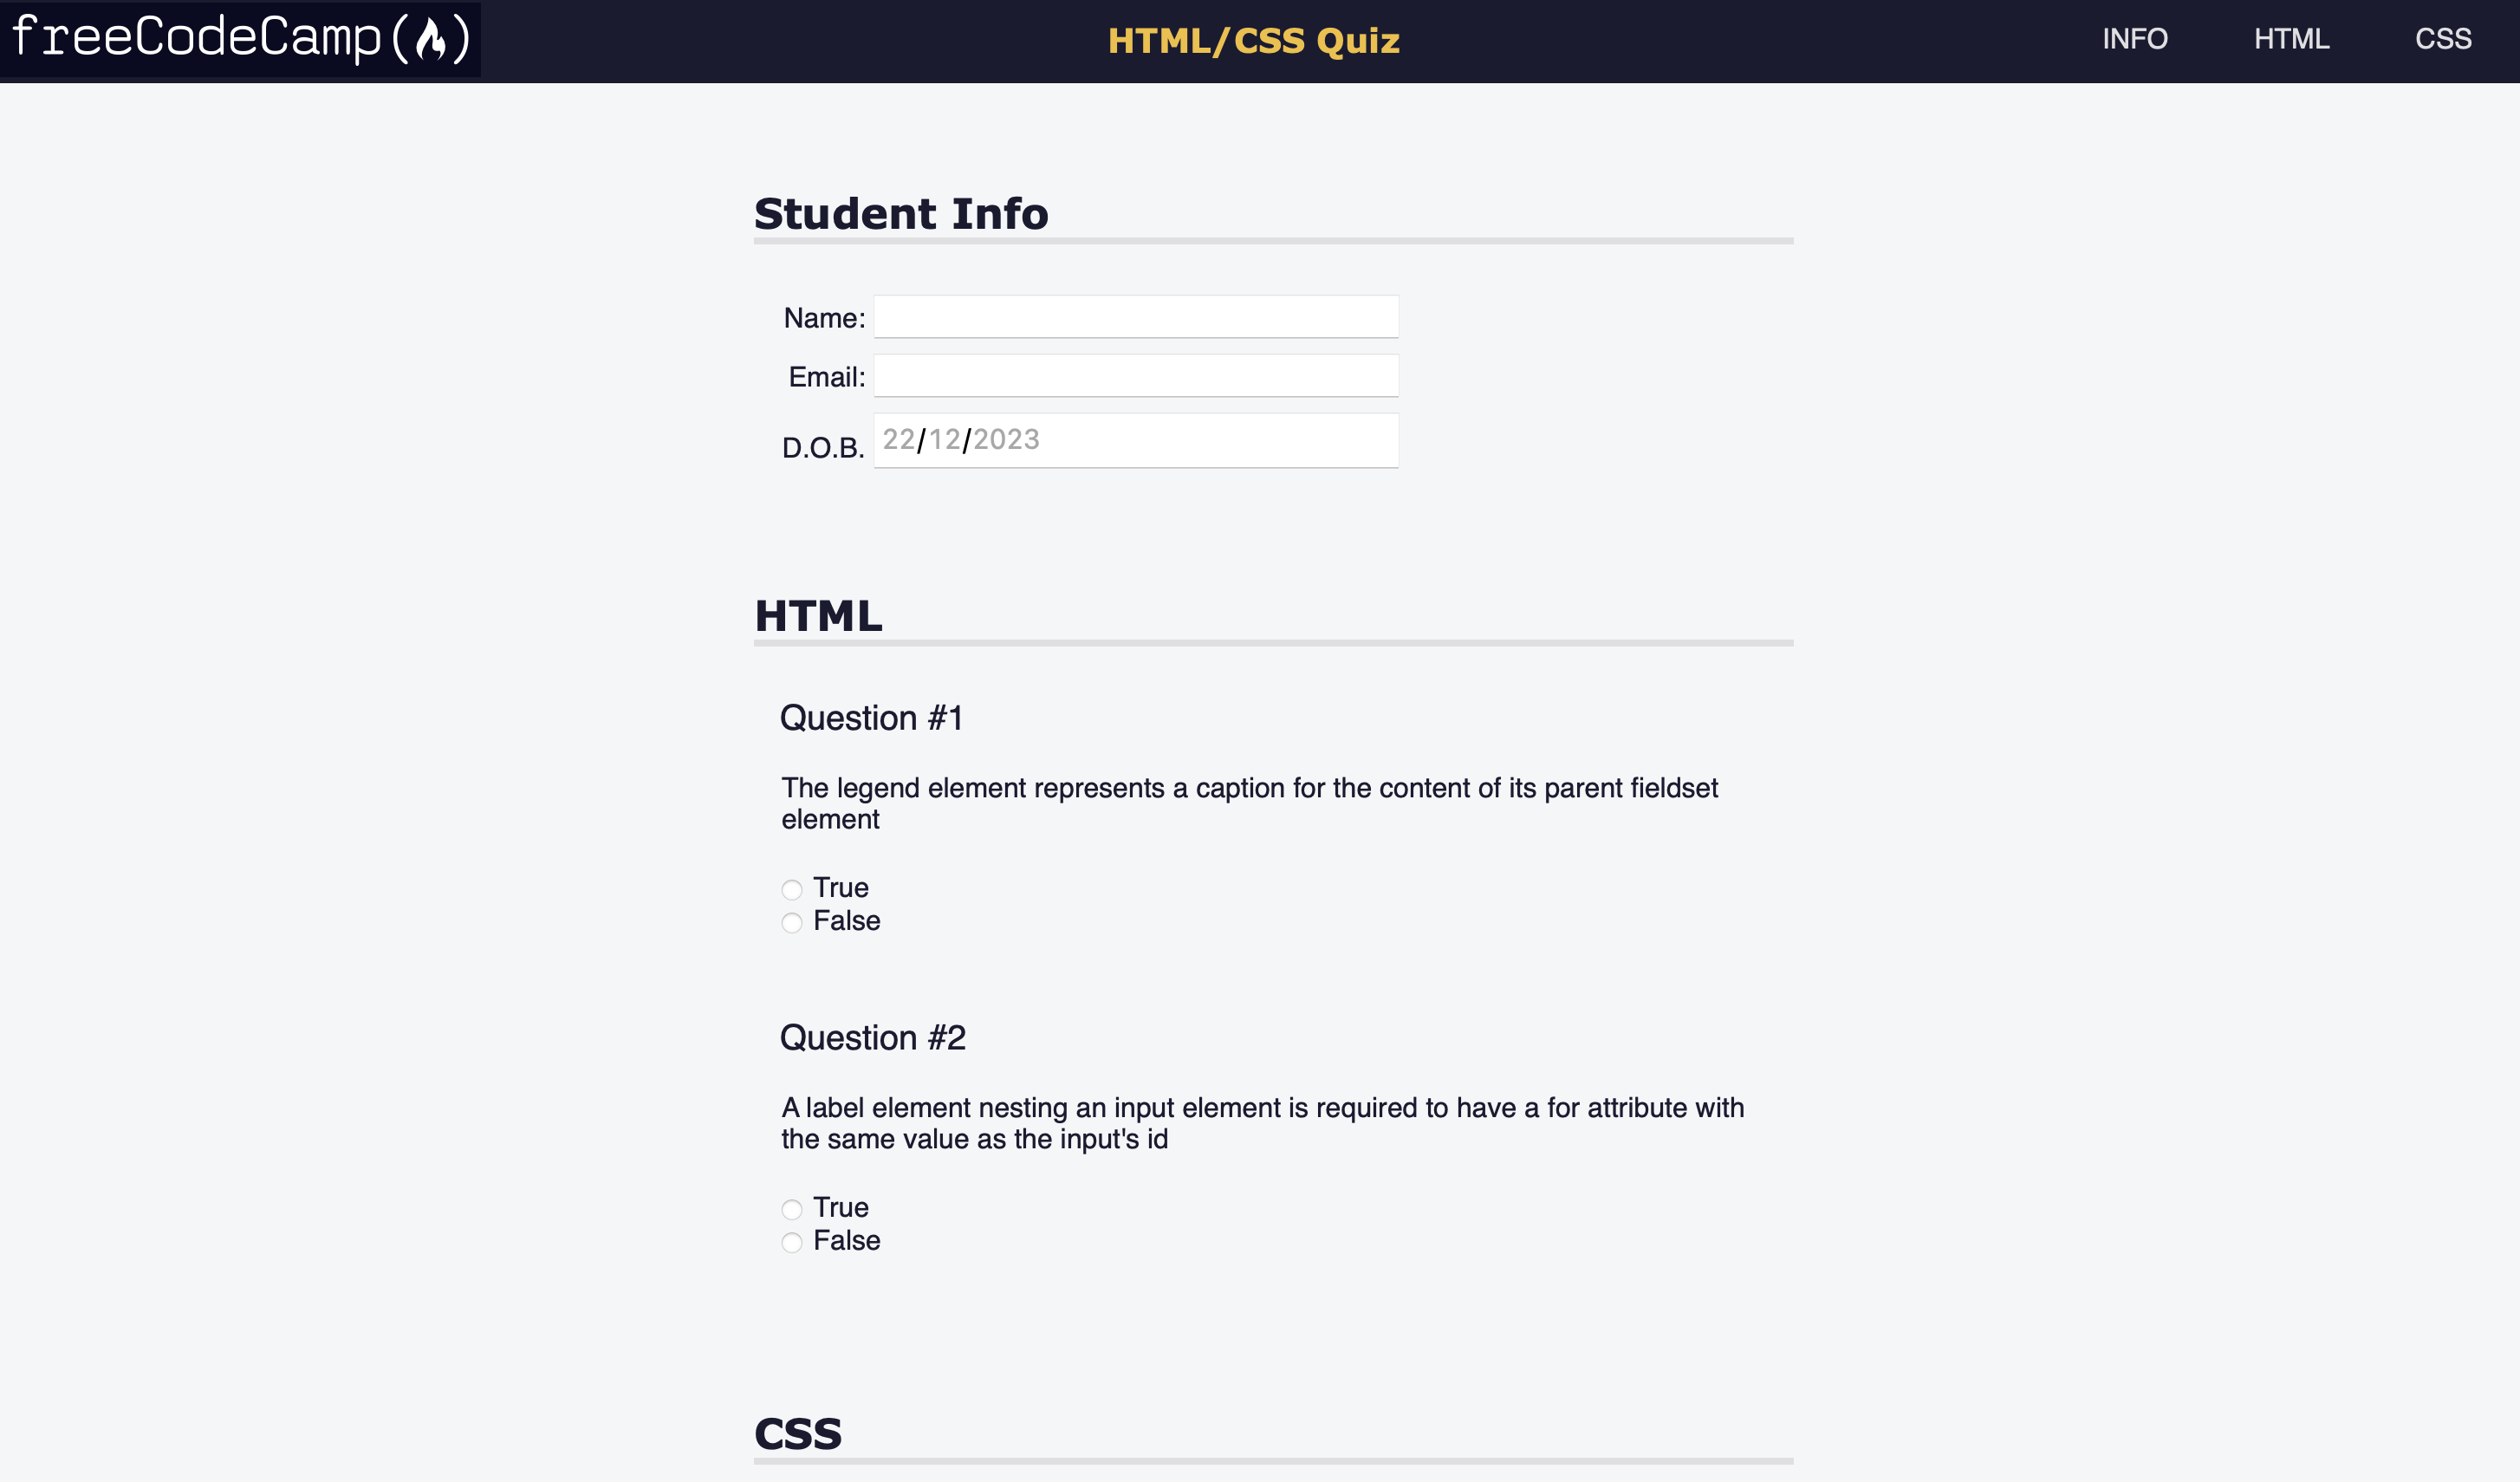 freeCodeCamp(🔥)
HTML/CSS Quiz
INFO
HTML
CSS
Student Info
Name:
Email:
D.O.B. 22/12/2023
HTML
Question #1
The legend element represents a caption for the content of its parent fieldset
element
True
False
Question #2
A label element nesting an input element is required to have a for attribute with
the same value as the input's id
True
False
CSS